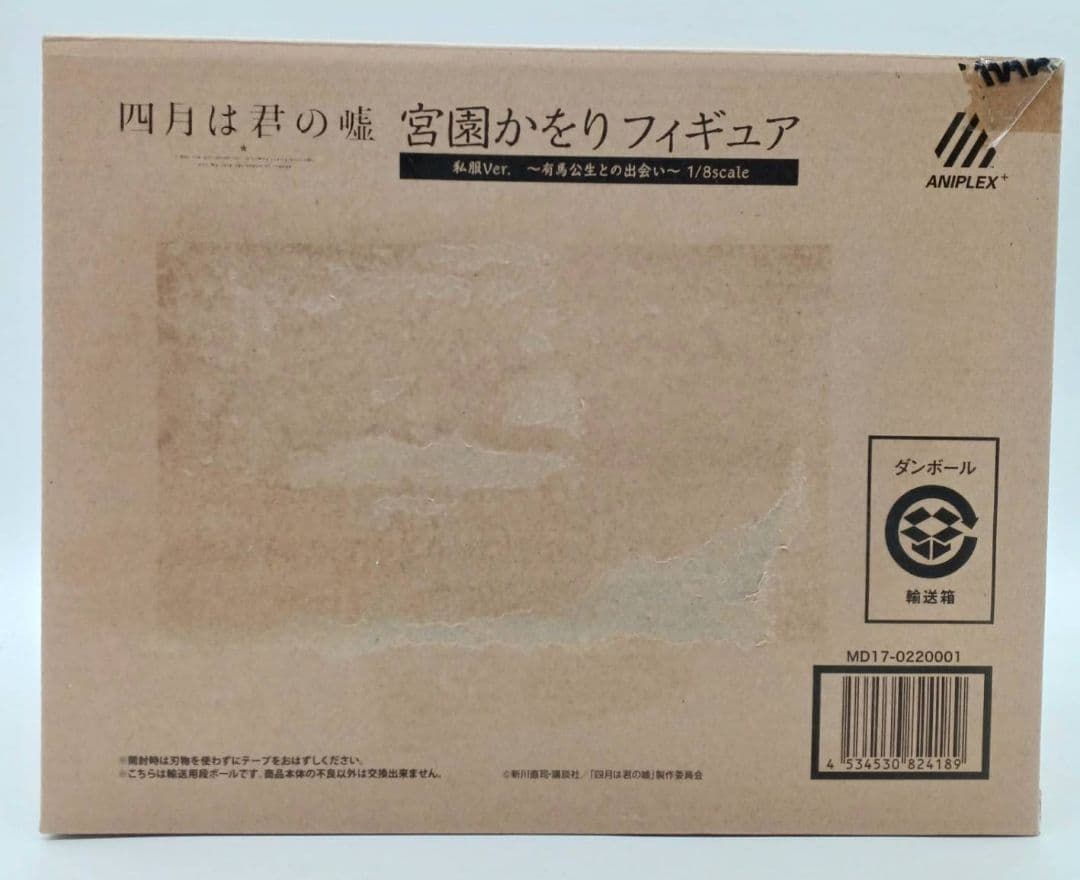 四月は君の嘘
宮園かをりフィギュア
私服Ver. ～有馬公生との出会い～ 1/8scale
ANIPLEX+
ダンボール
輸送箱
MD17-0220001
4 534530 824189
※開封時は刃物を使わずにテープをおはずしください。
※こちらは輸送用段ボールです。商品本体の不良以外は交換出来ません。
©新川直司・講談社／「四月は君の嘘」製作委員会